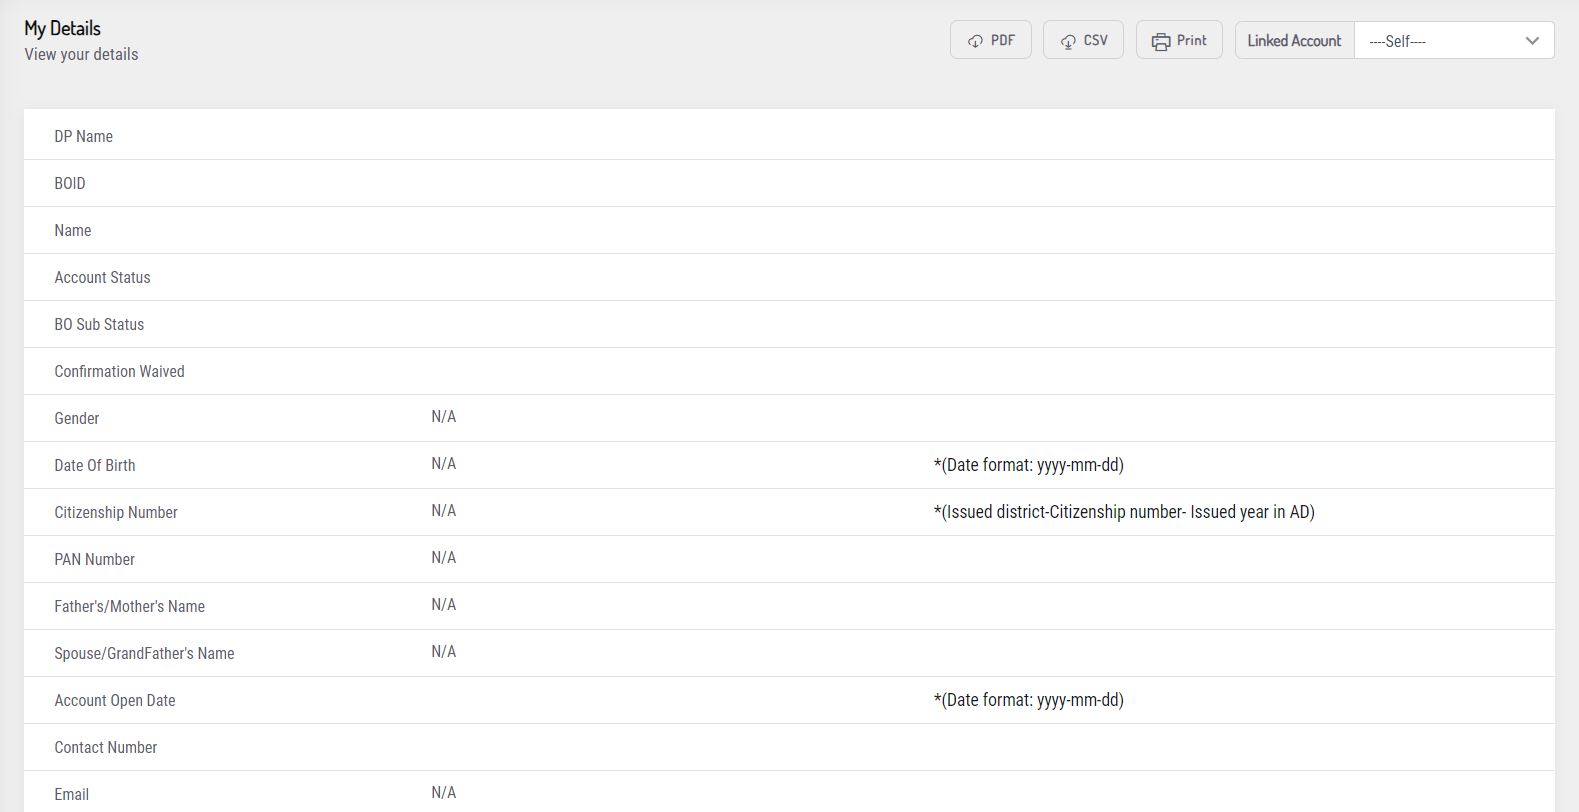 My Details
View your details
PDF
CSV
Print
Linked Account
----Self----
DP Name
BOID
Name
Account Status
BO Sub Status
Confirmation Waived
Gender N/A
Date Of Birth N/A *(Date format: yyyy-mm-dd)
Citizenship Number N/A *(Issued district-Citizenship number- Issued year in AD)
PAN Number N/A
Father's/Mother's Name N/A
Spouse/GrandFather's Name N/A
Account Open Date *(Date format: yyyy-mm-dd)
Contact Number
Email N/A